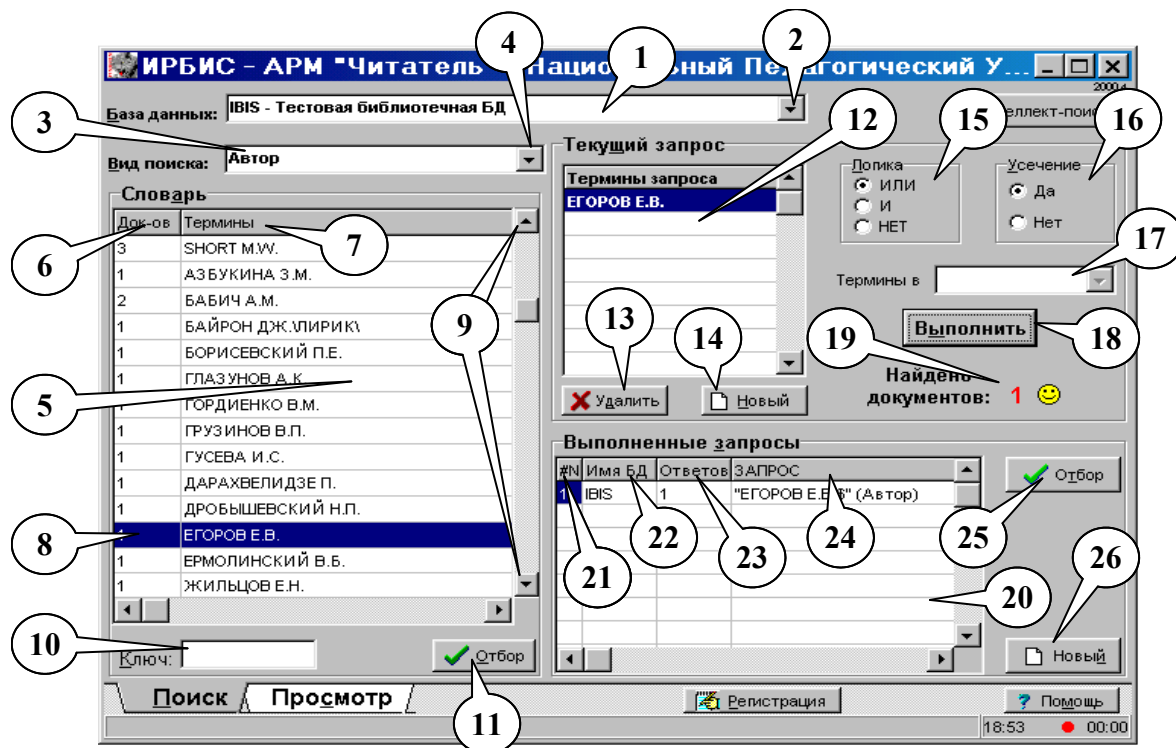 4
1
2
ИРБИС - АРМ "Читатель" - Национальный Педагогический У...
2000.4
База данных: IBIS - Тестовая библиотечная БД
3
12
15
16
Вид поиска: Автор
Текущий запрос
Термины запроса
ЕГОРОВ Е.В.
Логика
ИЛИ
И
НЕТ
Усечение
Да
Нет
Словарь
Док-ов Термины
6
7
3 SHORT M.W.
1 АЗБУКИНА З.М.
2 БАБИЧ А.М.
1 БАЙРОН ДЖ.\ЛИРИК\
1 БОРИСЕВСКИЙ П.Е.
1 ГЛАЗУНОВ А.К.
1 ГОРДИЕНКО В.М.
1 ГРУЗИНОВ В.П.
1 ГУСЕВА И.С.
1 ДАРАХВЕЛИДЗЕ П.
1 ДРОБЫШЕВСКИЙ Н.П.
1 ЕГОРОВ Е.В.
1 ЕРМОЛИНСКИЙ В.Б.
1 ЖИЛЬЦОВ Е.Н.
5
8
9
17
Термины в
13
14
19
18
Выполнить
Удалить
Новый
Найдено
документов: 1
Выполненные запросы
#N Имя БД Ответов ЗАПРОС
1 IBIS 1 "ЕГОРОВ Е.В.$" (Автор)
Отбор
21
22
23
24
25
26
20
Новый
10
Ключ:
Отбор
11
Поиск Просмотр
Регистрация
Помощь
18:53 00:00